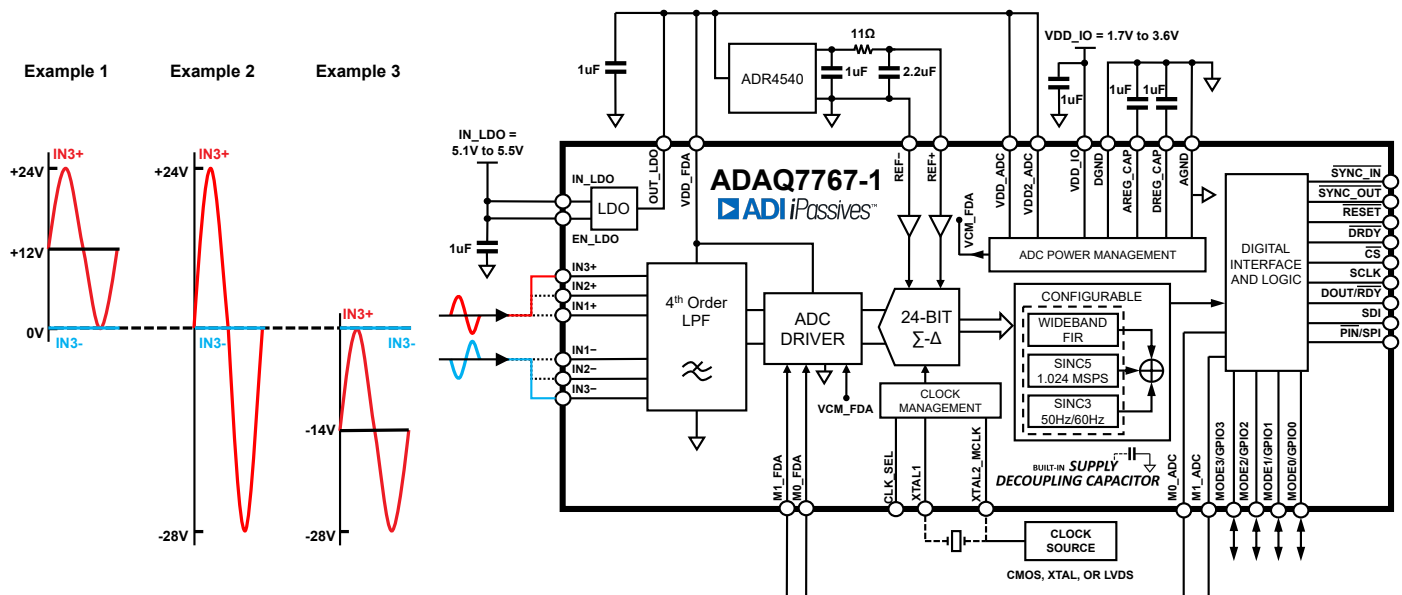 Example 1
Example 2
Example 3
IN3+
+24V
+12V
0V
IN3-
IN3+
+24V
IN3-
-28V
IN3+
IN3-
-14V
-28V
1uF
ADR4540
11Ω
1uF
2.2uF
VDD_IO = 1.7V to 3.6V
1uF
1uF
1uF
IN_LDO =
5.1V to 5.5V
1uF
IN_LDO
LDO
EN_LDO
OUT_LDO
VDD_FDA
ADAQ7767-1
ADI iPassives™
REF−
REF+
VDD_ADC
VDD2_ADC
VDD_IO
DGND
AREG_CAP
DREG_CAP
AGND
VCM_FDA
ADC POWER MANAGEMENT
IN3+
IN2+
IN1+
IN1−
IN2−
IN3−
4th Order
LPF
ADC
DRIVER
VCM_FDA
24-BIT
∑-Δ
CLOCK
MANAGEMENT
CONFIGURABLE
WIDEBAND
FIR
SINC5
1.024 MSPS
SINC3
50Hz/60Hz
DIGITAL
INTERFACE
AND LOGIC
SYNC_IN
SYNC_OUT
RESET
DRDY
CS
SCLK
DOUT/RDY
SDI
PIN/SPI
BUILT-IN SUPPLY
DECOUPLING CAPACITOR
M1_FDA
M0_FDA
CLK_SEL
XTAL1
XTAL2_MCLK
M0_ADC
M1_ADC
MODE3/GPIO3
MODE2/GPIO2
MODE1/GPIO1
MODE0/GPIO0
CLOCK
SOURCE
CMOS, XTAL, OR LVDS